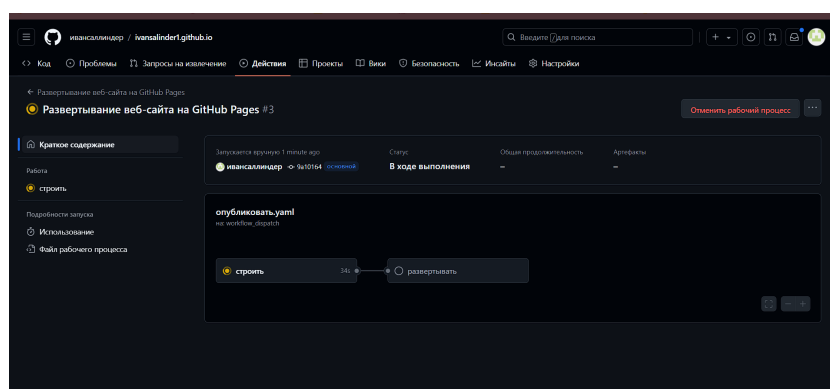 ивансаллиндер / ivansalinder1.github.io
Введите [/]для поиска
Код Проблемы Запросы на извлечение Действия Проекты Вики Безопасность Инсайты Настройки
← Развертывание веб-сайта на GitHub Pages
Развертывание веб-сайта на GitHub Pages #3
Отменить рабочий процесс
Краткое содержание
Работа
строить
Подробности запуска
Использование
Файл рабочего процесса
Запускается вручную 1 minute ago
ивансаллиндер 9a10164 основной
Статус
В ходе выполнения
Общая продолжительность
–
Артефакты
–
опубликовать.yaml
на: workflow_dispatch
строить 34s
развертывать